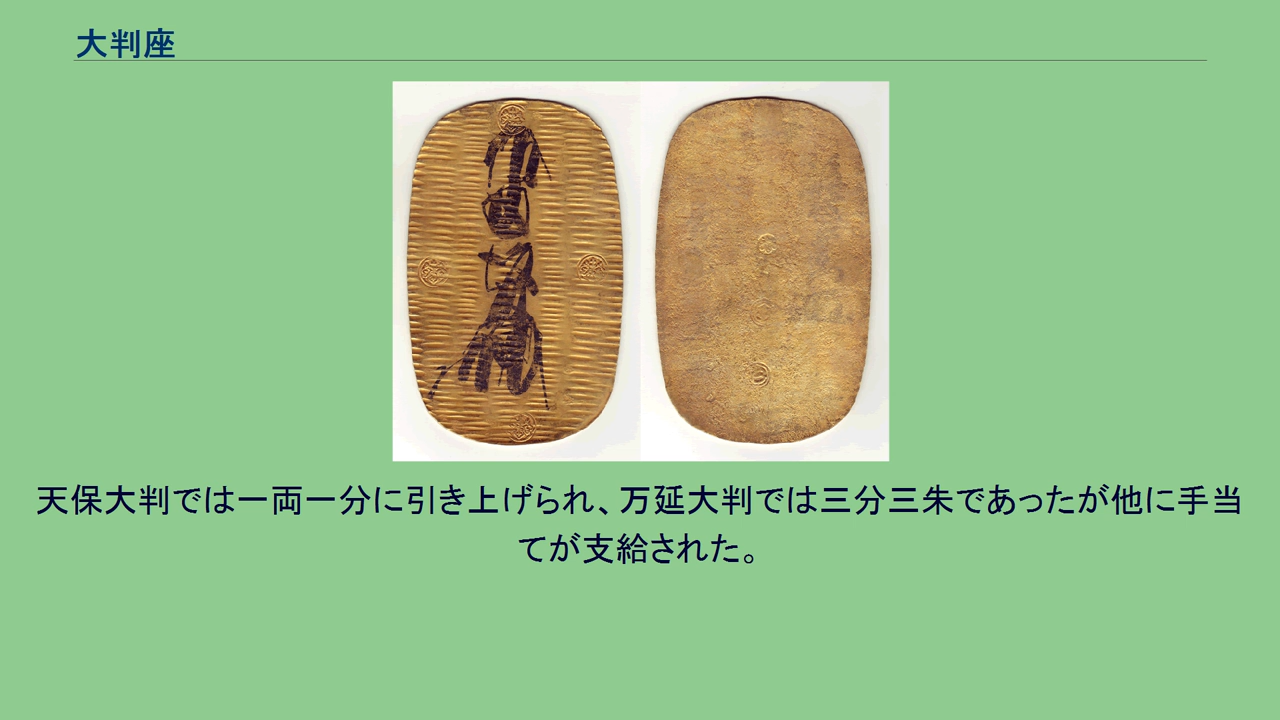 大判座
天保大判では一両一分に引き上げられ、万延大判では三分三朱であったが他に手当
てが支給された。